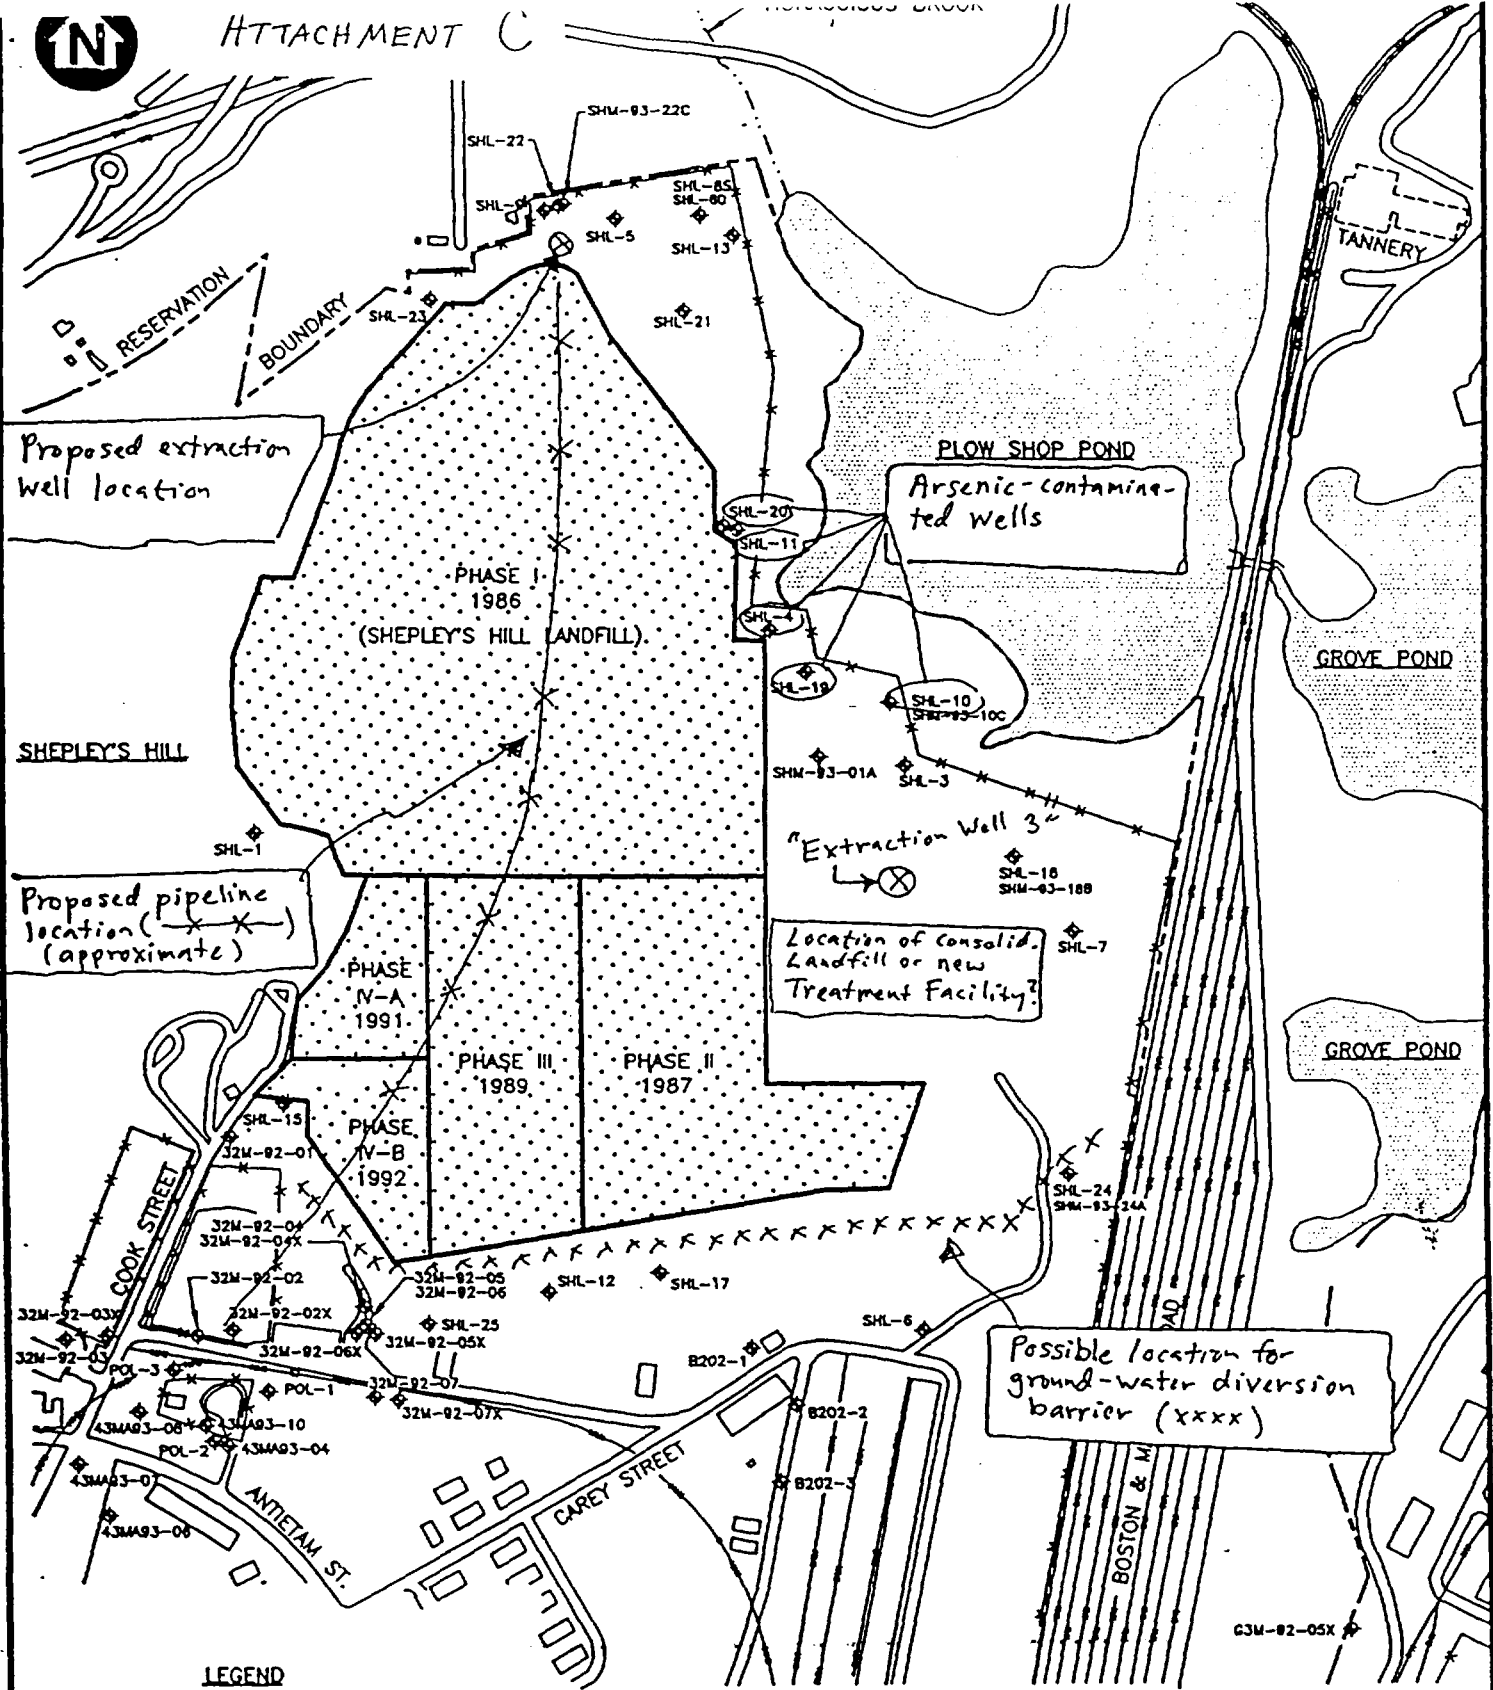 N
ATTACHMENT C
BROOK
SHM-93-22C
SHL-22
SHL-8S
SHL-8D
SHL-5
SHL-13
SHL-23
SHL-21
RESERVATION
BOUNDARY
TANNERY
Proposed extraction
well location
PLOW SHOP POND
Arsenic-contamina-
ted wells
SHL-20
SHL-11
PHASE I
1986
(SHEPLEY'S HILL LANDFILL)
SHL-4
SHL-19
SHL-10
SHM-93-10C
GROVE POND
SHEPLEY'S HILL
SHM-93-01A
SHL-3
SHL-1
"Extraction Well 3"
SHL-18
SHM-93-18B
Proposed pipeline
location ( —x—x— )
(approximate)
SHL-7
Location of consolid.
Landfill or new
Treatment Facility?
PHASE
IV-A
1991
PHASE III
1989
PHASE II
1987
GROVE POND
SHL-15
32M-92-01
PHASE
IV-B
1992
COOK STREET
SHL-24
SHM-93-24A
32M-92-04
32M-92-04X
32M-92-02
32M-92-05
32M-92-06
SHL-12
SHL-17
32M-92-03X
32M-92-02X
SHL-25
SHL-6
32M-92-03
32M-92-06X
32M-92-05X
B202-1
POL-3
POL-1
32M-92-07
32M-92-07X
Possible location for
ground-water diversion
barrier (xxxx)
43MA93-10
POL-2
43MA93-04
B202-2
B202-3
ANTIETAM ST.
CAREY STREET
BOSTON & M
G3M-92-05X
LEGEND